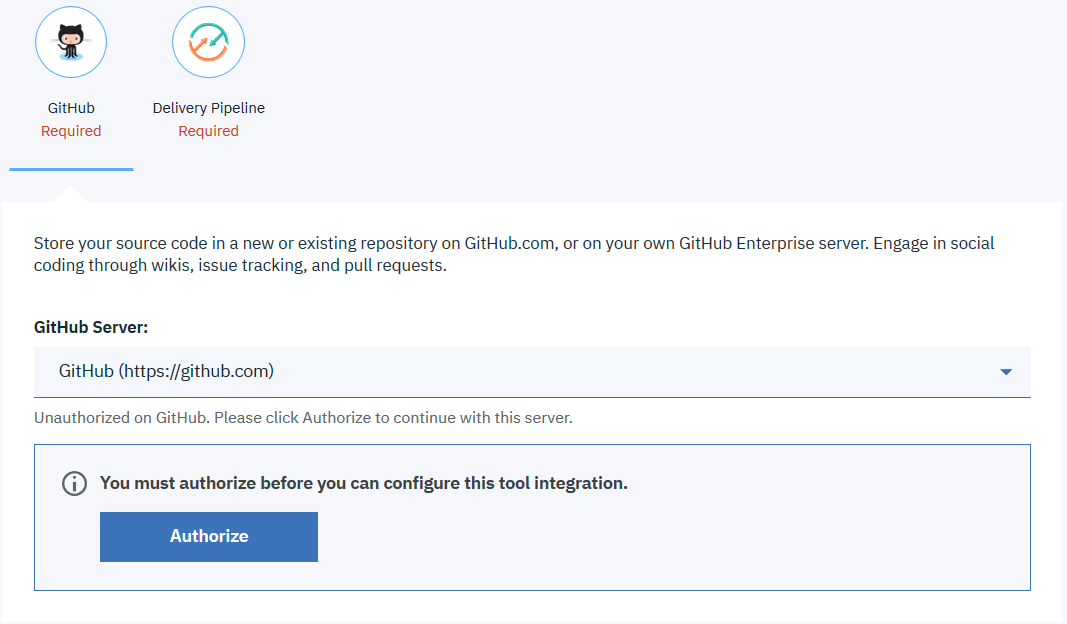 GitHub
Required
Delivery Pipeline
Required
Store your source code in a new or existing repository on GitHub.com, or on your own GitHub Enterprise server. Engage in social
coding through wikis, issue tracking, and pull requests.
GitHub Server:
GitHub (https://github.com)
Unauthorized on GitHub. Please click Authorize to continue with this server.
You must authorize before you can configure this tool integration.
Authorize